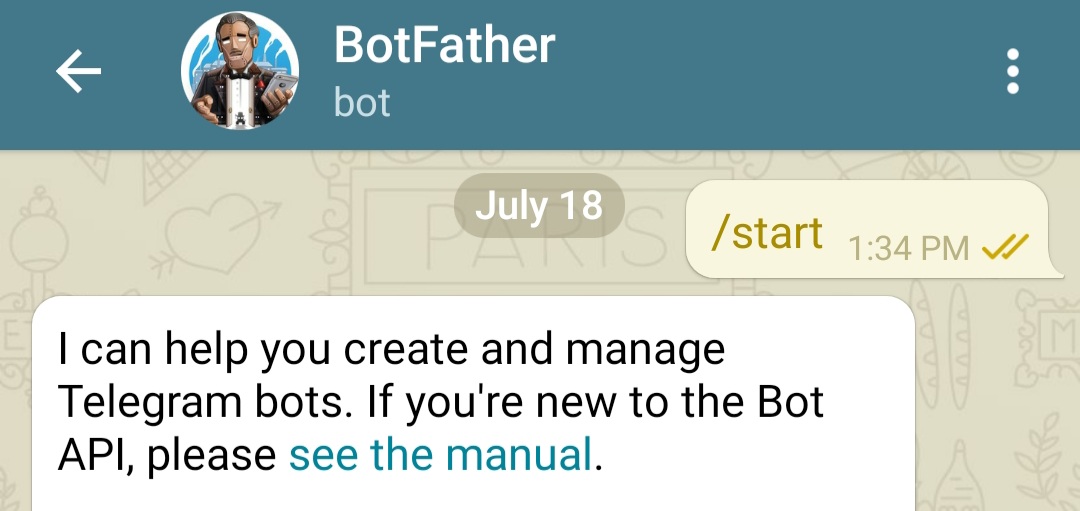 BotFather
bot
July 18
/start 1:34 PM
PARIS
I can help you create and manage
Telegram bots. If you're new to the Bot
API, please see the manual.